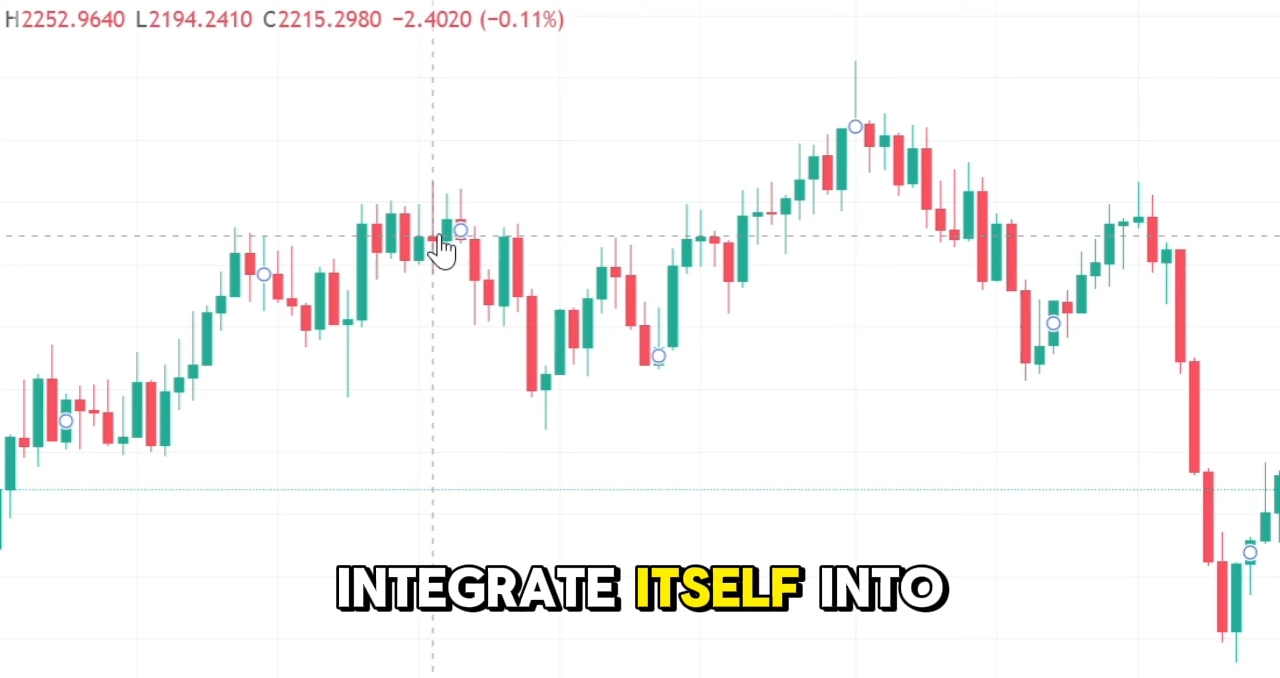 H2252.9640 L2194.2410 C2215.2980 −2.4020 (−0.11%)
INTEGRATE ITSELF INTO